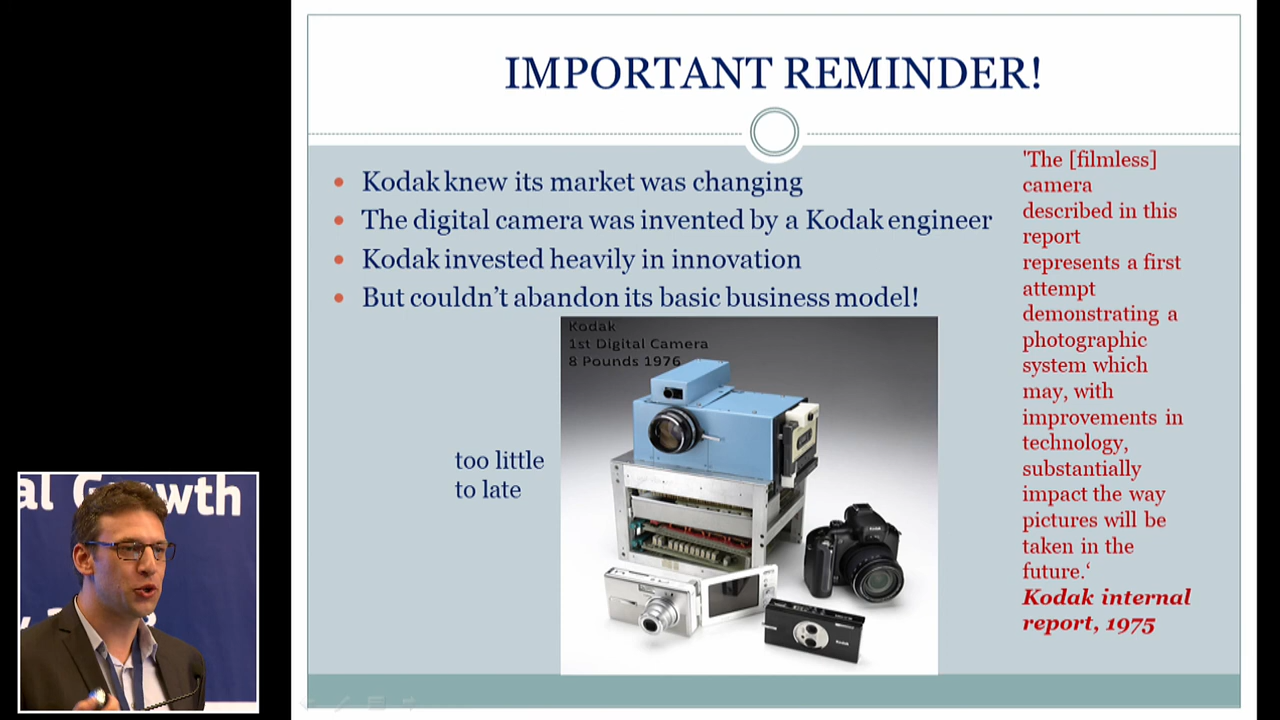 IMPORTANT REMINDER!
Kodak knew its market was changing
The digital camera was invented by a Kodak engineer
Kodak invested heavily in innovation
But couldn't abandon its basic business model!
Kodak
1st Digital Camera
8 Pounds 1976
too little
to late
'The [filmless]
camera
described in this
report
represents a first
attempt
demonstrating a
photographic
system which
may, with
improvements in
technology,
substantially
impact the way
pictures will be
taken in the
future.‘
Kodak internal
report, 1975
al Growth